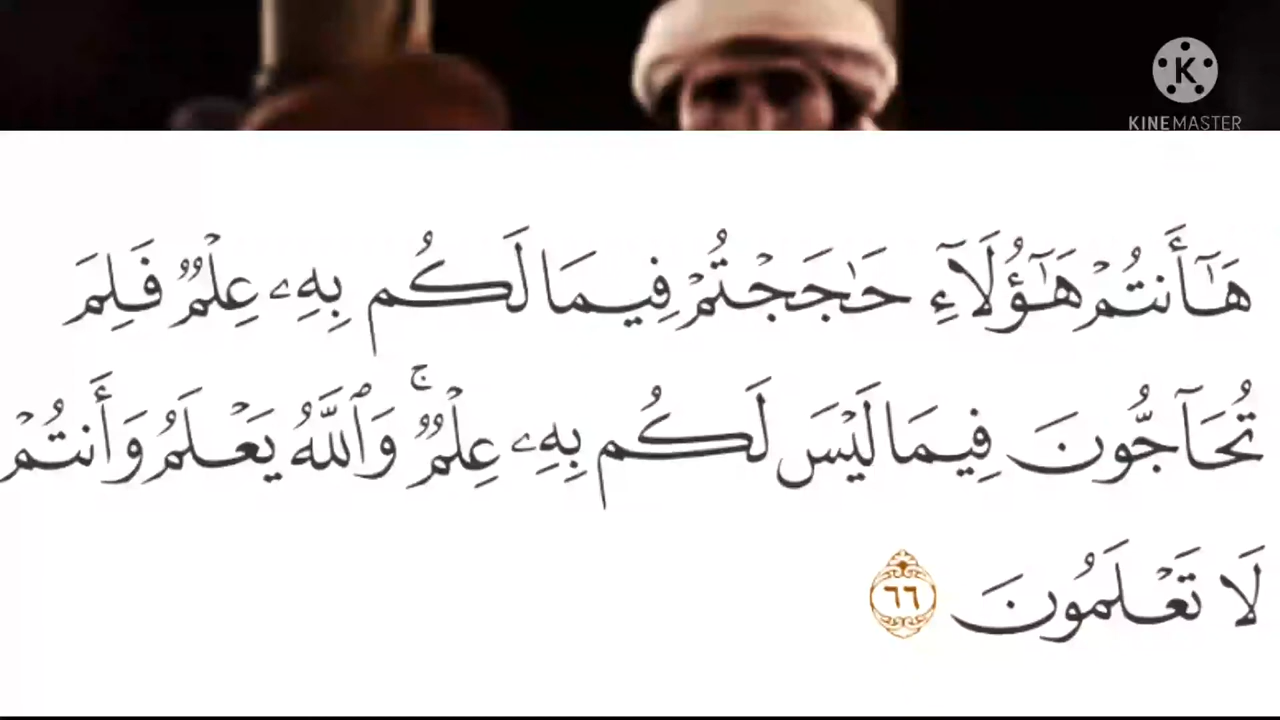 KINEMASTER
هَـٰٓأَنتُمْ هَـٰٓؤُلَآءِ حَـٰجَجْتُمْ فِيمَا لَكُم بِهِۦ عِلْمٌ فَلِمَ
تُحَآجُّونَ فِيمَا لَيْسَ لَكُم بِهِۦ عِلْمٌ ۚ وَٱللَّهُ يَعْلَمُ وَأَنتُمْ
لَا تَعْلَمُونَ ٦٦